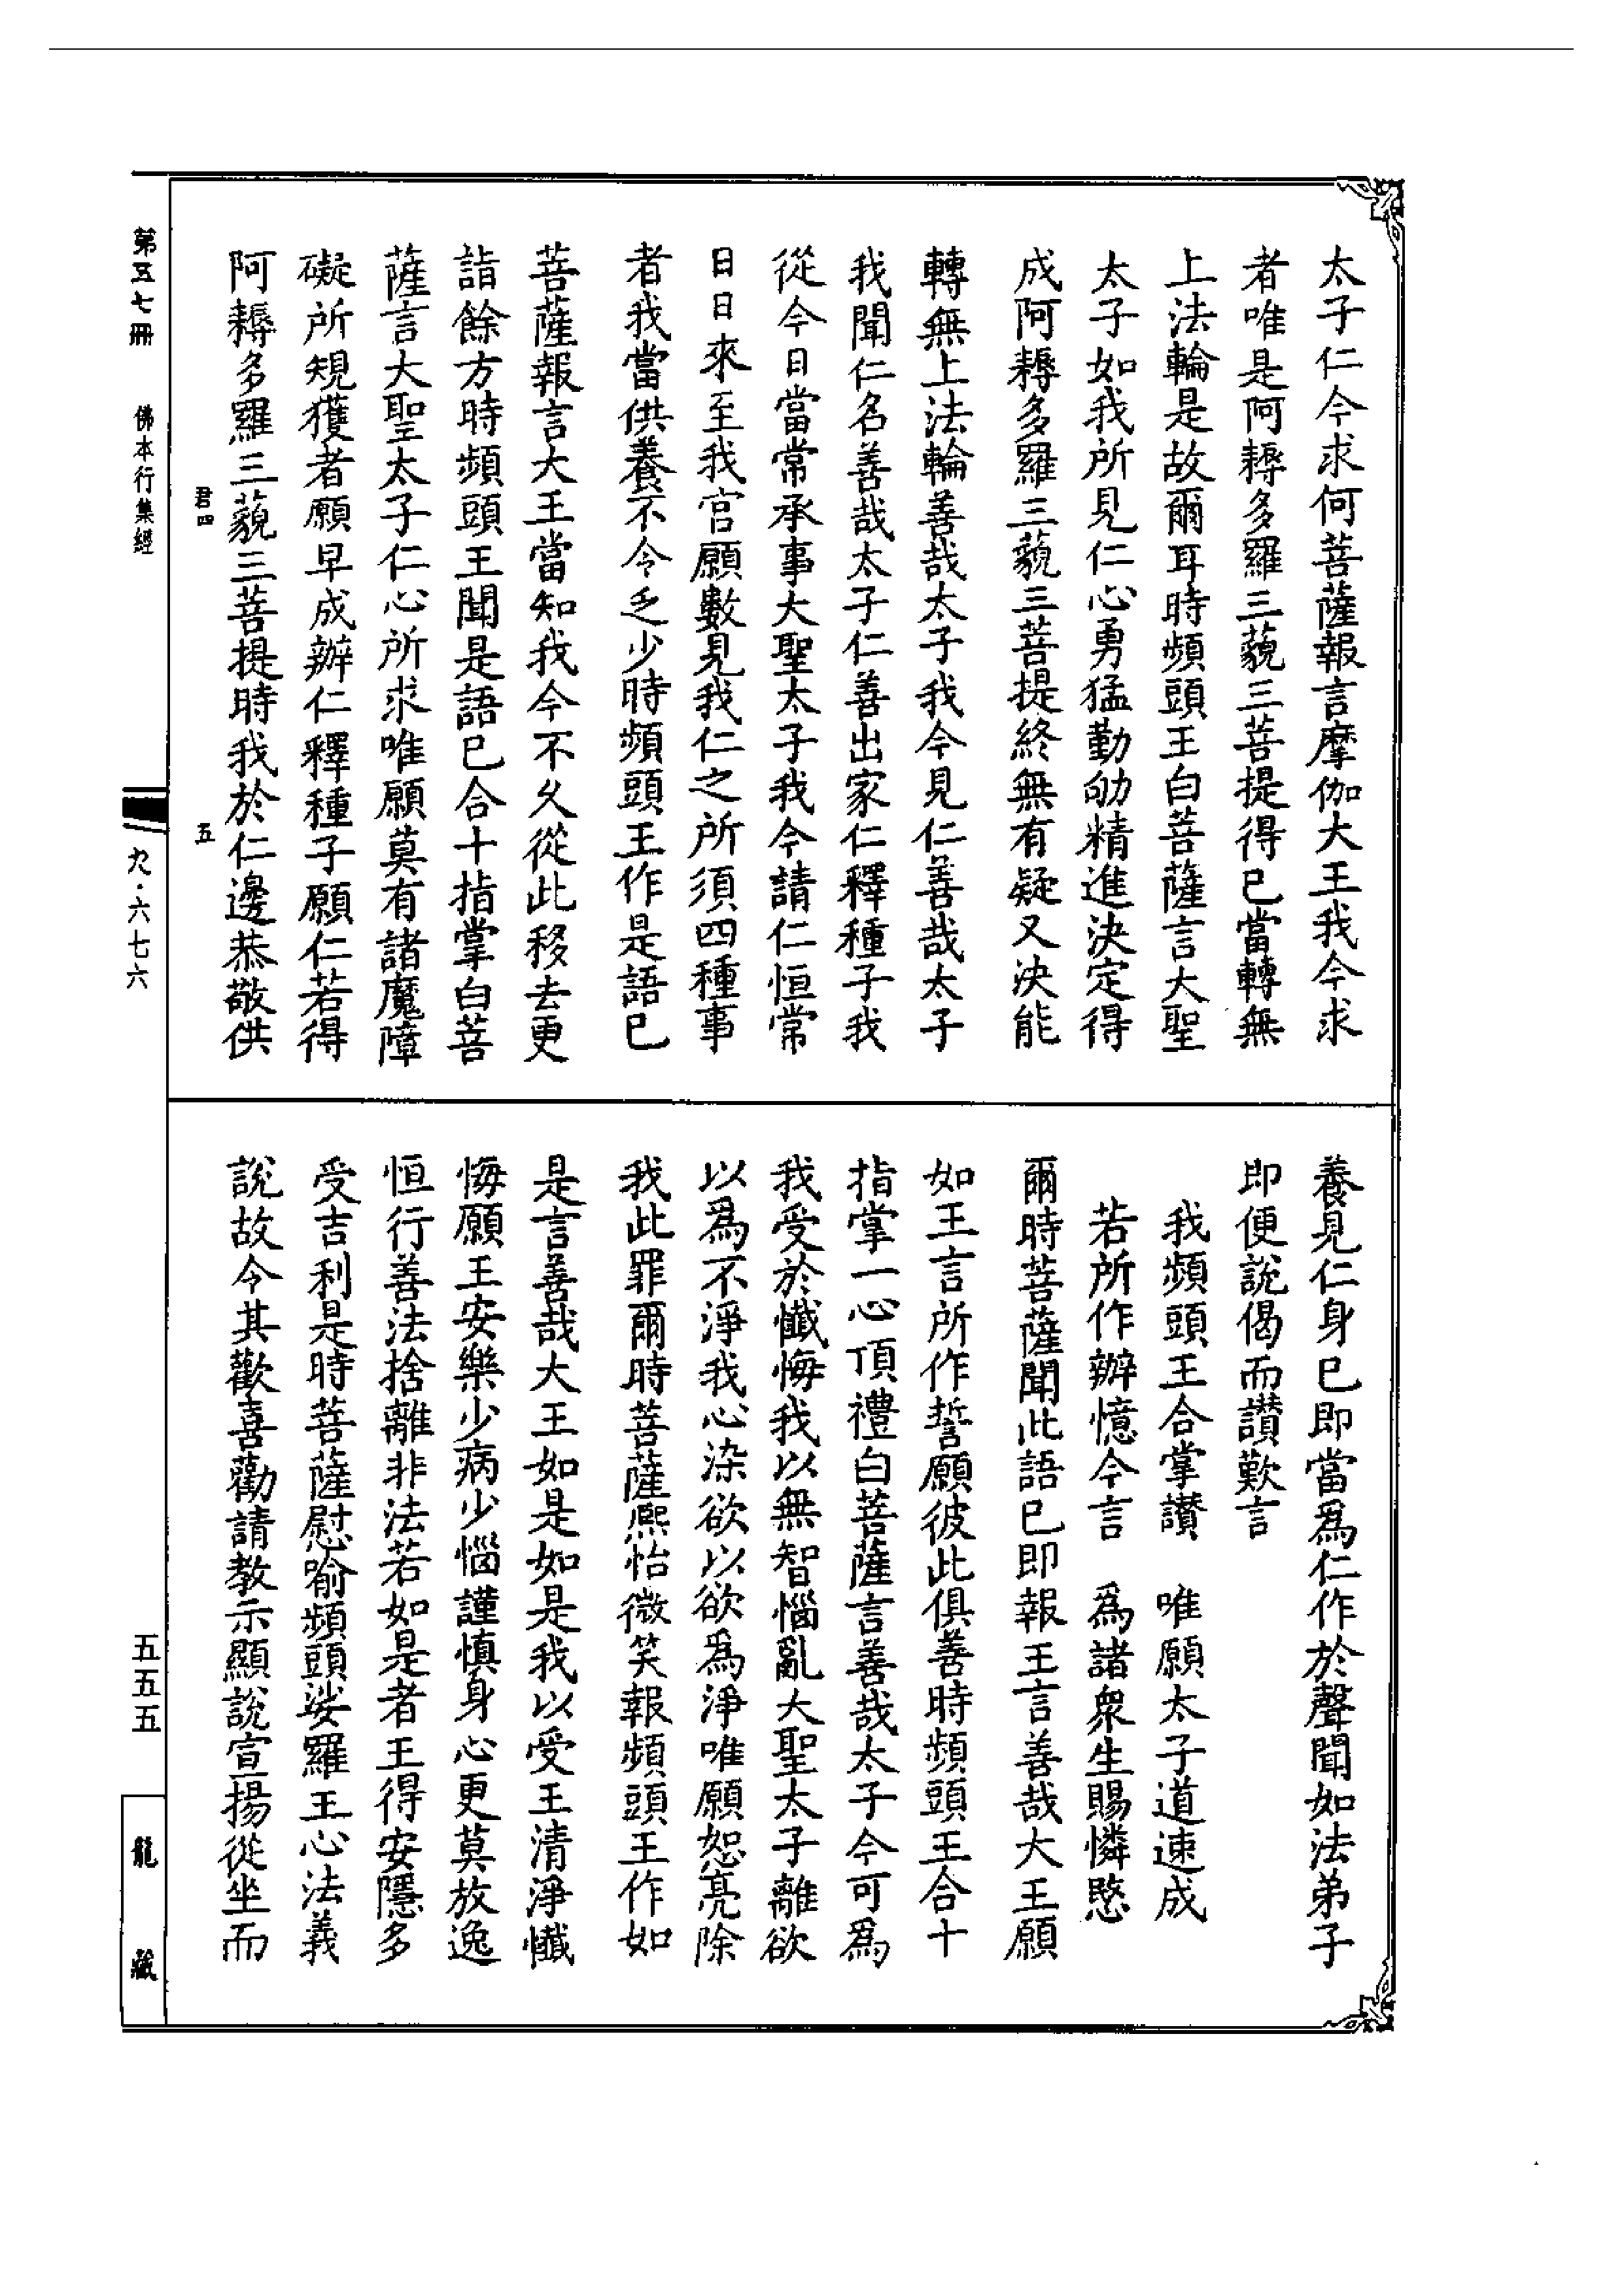 太子仁今求何菩薩報言摩伽大王我今求
者唯是阿耨多羅三藐三菩提得已當轉無
上法輪是故爾耳時頻頭王白菩薩言大聖
太子如我所見仁心勇猛勤劬精進決定得
成阿耨多羅三藐三菩提終無有疑又決能
轉無上法輪善哉太子我今見仁善哉太子
我聞仁名善哉太子仁善出家仁釋種子我
從今日當常承事大聖太子我今請仁恒常
日日來至我宮願數見我仁之所須四種事
者我當供養不令乏少時頻頭王作是語已
菩薩報言大王當知我今不久從此移去更
詣餘方時頻頭王聞是語已合十指掌白菩
薩言大聖太子仁心所求唯願莫有諸魔障
礙所規獲者願早成辦仁釋種子願仁若得
阿耨多羅三藐三菩提時我於仁邊恭敬供
養見仁身已即當爲仁作於聲聞如法弟子
即便說偈而讃歎言
我頻頭王合掌讃　唯願太子道速成
若所作辦憶今言　爲諸衆生賜憐愍
爾時菩薩聞此語已即報王言善哉大王願
如王言所作誓願彼此俱善時頻頭王合十
指掌一心頂禮白菩薩言善哉太子今可爲
我受於懺悔我以無智惱亂大聖太子離欲
以爲不淨我心染欲以欲爲淨唯願恕亮除
我此罪爾時菩薩熙怡微笑報頻頭王作如
是言善哉大王如是如是我以受王清淨懺
悔願王安樂少病少惱謹慎身心更莫放逸
恒行善法捨離非法若如是者王得安隱多
受吉利是時菩薩慰喻頻頭娑羅王心法義
說故令其歡喜勸請教示顯說宣揚從坐而
君四
五
第五七冊　佛本行集經
九·六七六
五五五
龍藏